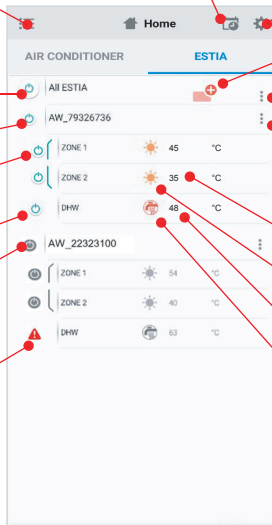 Home
AIR CONDITIONER ESTIA
All ESTIA
AW_79326736
ZONE 1 45 °C
ZONE 2 35 °C
DHW 48 °C
AW_22323100
ZONE 1 54 °C
ZONE 2 40 °C
DHW 63 °C